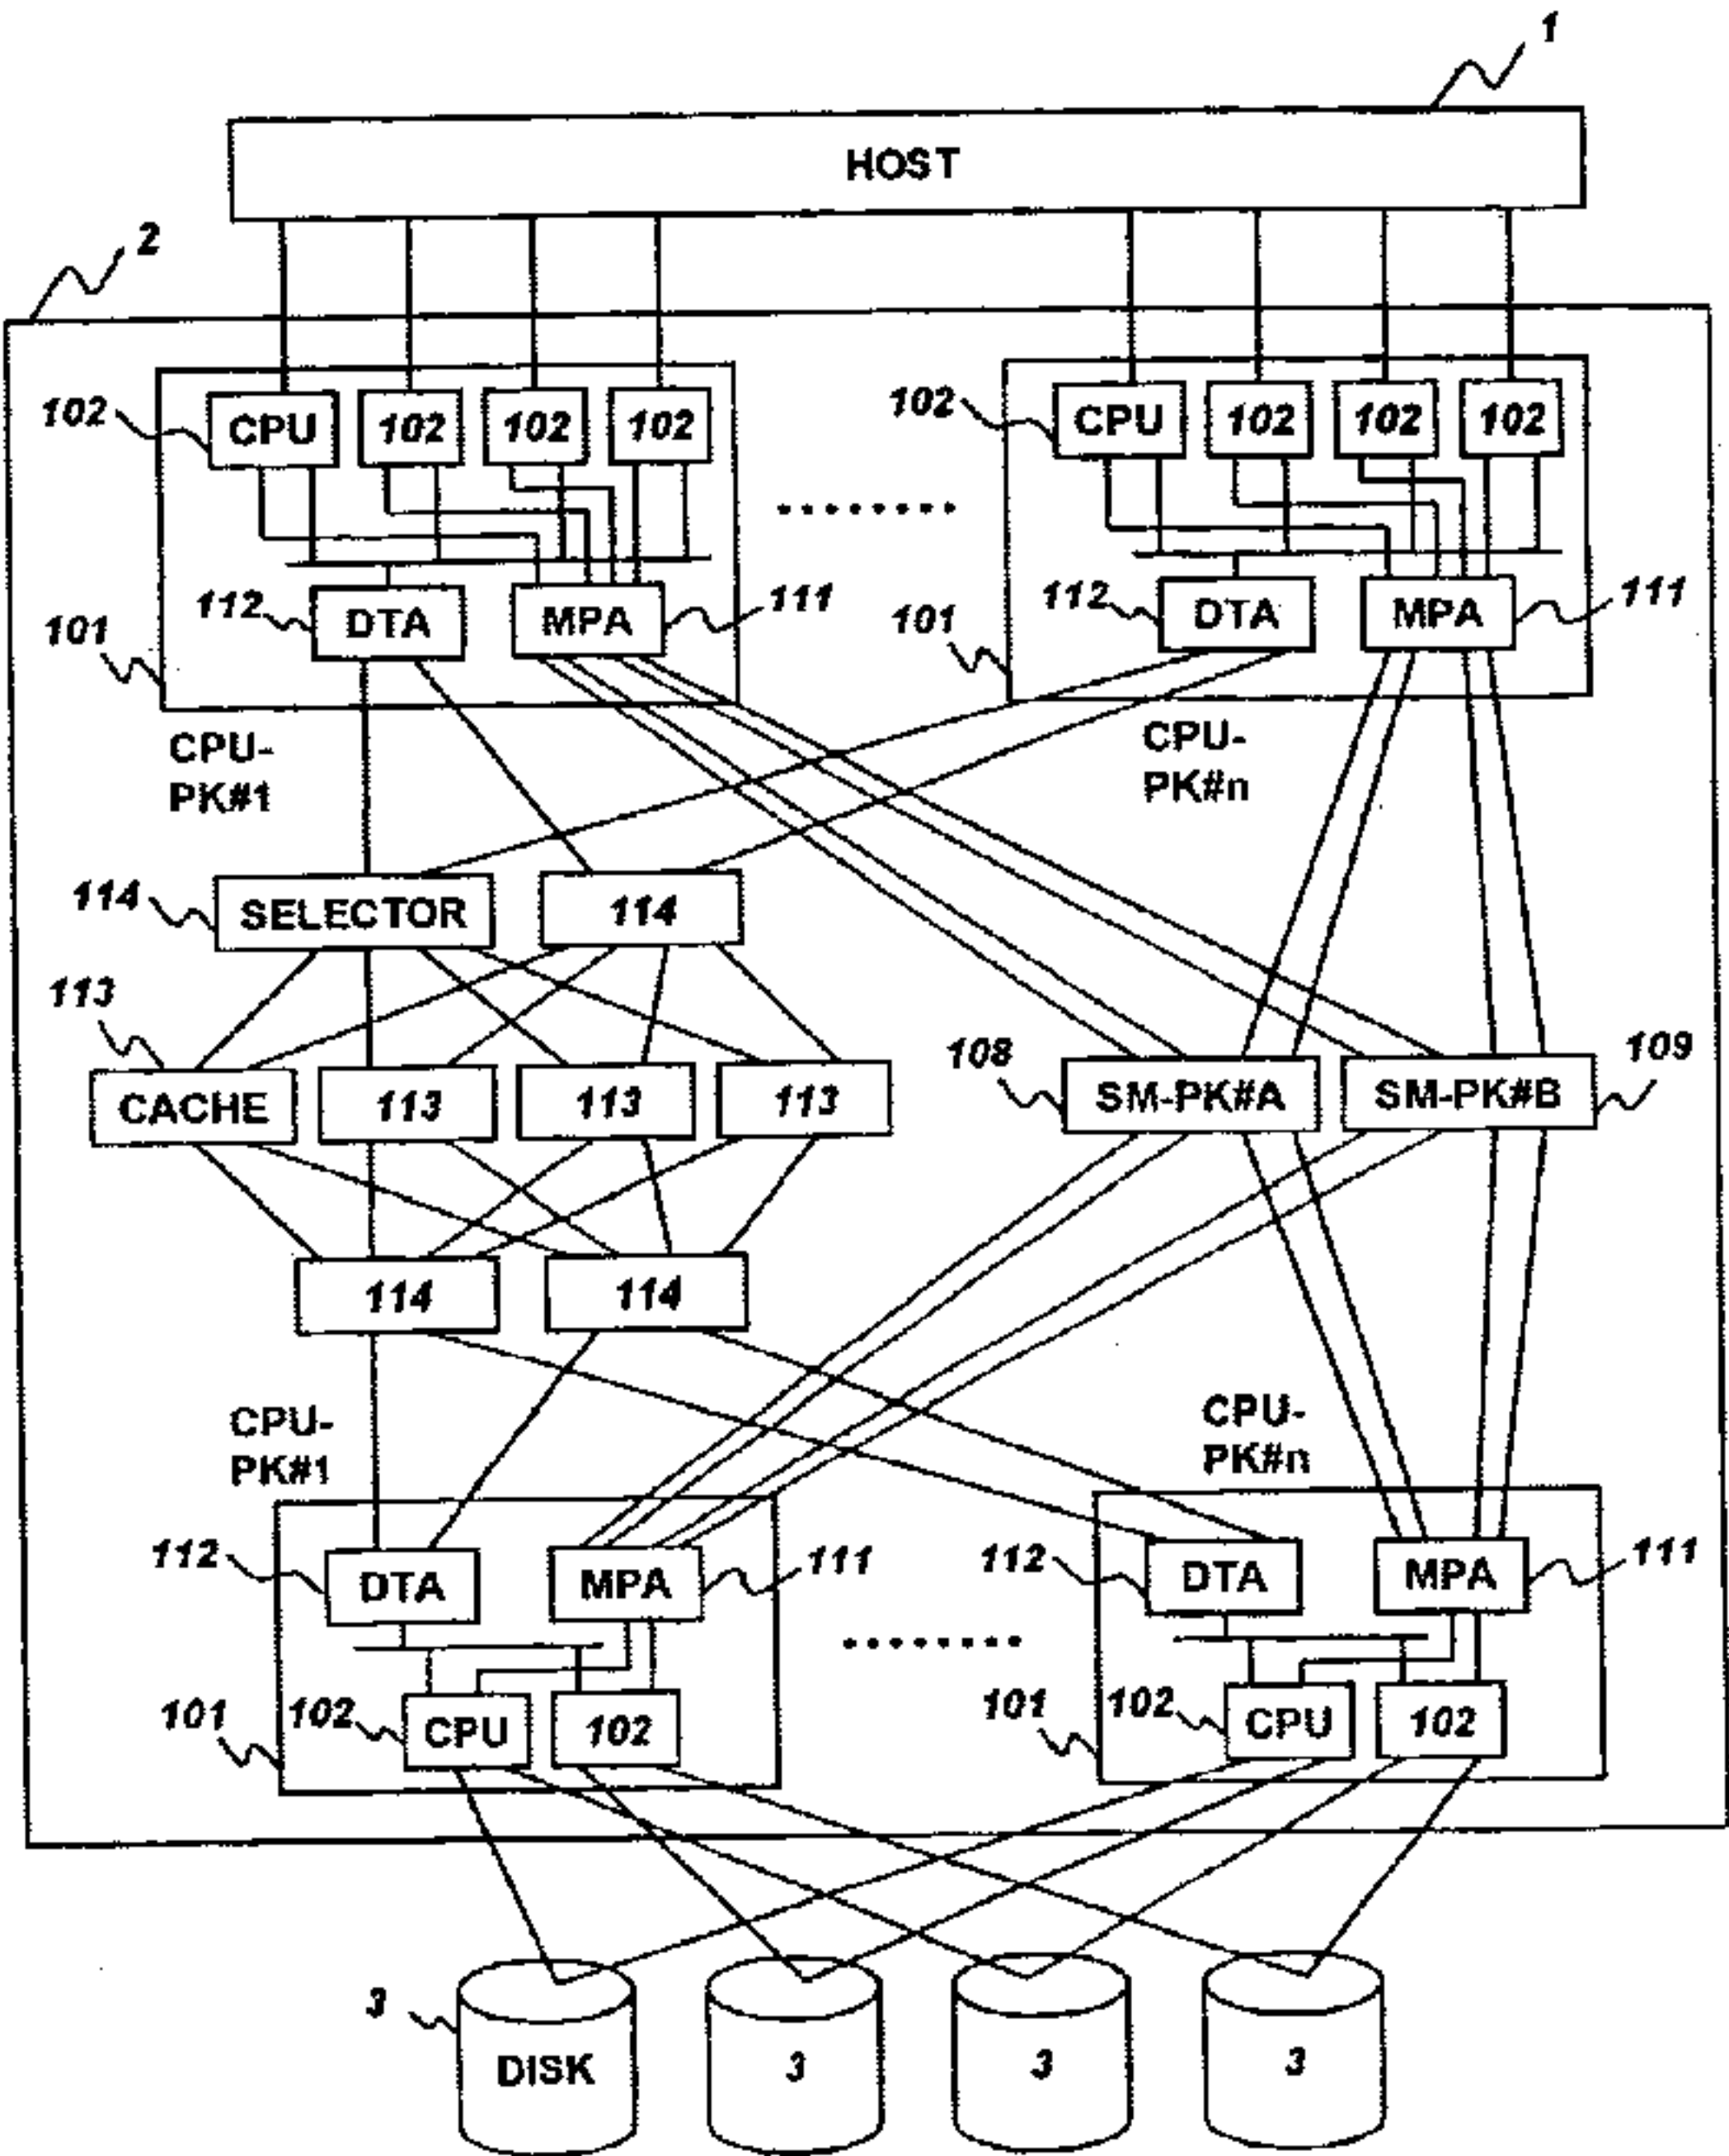 1
HOST
2
102 CPU 102 102 102
102 CPU 102 102 102
112 DTA MPA 111
112 DTA MPA 111
101
101
CPU-
PK#1
CPU-
PK#n
114 SELECTOR 114
113
CACHE 113 113 113
108 SM-PK#A SM-PK#B 109
114 114
CPU-
PK#1
CPU-
PK#n
112 DTA MPA 111
112 DTA MPA 111
101 102 CPU 102
101 102 CPU 102
3
DISK 3 3 3